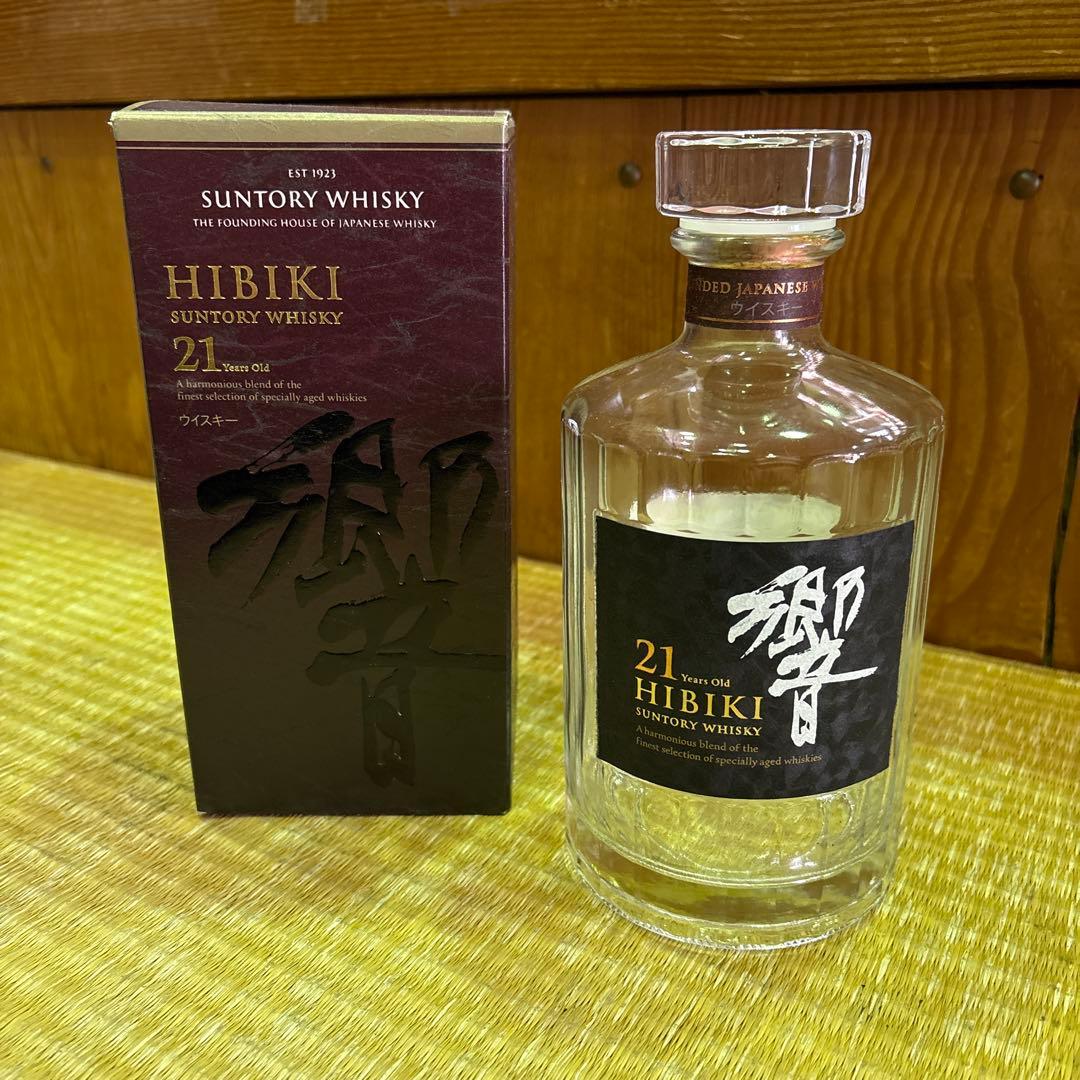 EST 1923
SUNTORY WHISKY
THE FOUNDING HOUSE OF JAPANESE WHISKY
HIBIKI
SUNTORY WHISKY
21 Years Old
A harmonious blend of the
finest selection of specially aged whiskies
ウイスキー
響
JAPANESE
ウイスキー
響
21 Years Old
HIBIKI
SUNTORY WHISKY
A harmonious blend of the
finest selection of specially aged whiskies